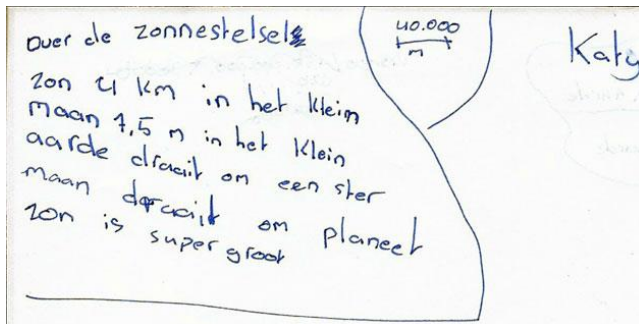 over de zonnestelsel
40.000
m
Katy
zon 4 km in het klein
maan 1,5 m in het klein
aarde draait om een ster
maan draait om planeet
zon is super groot